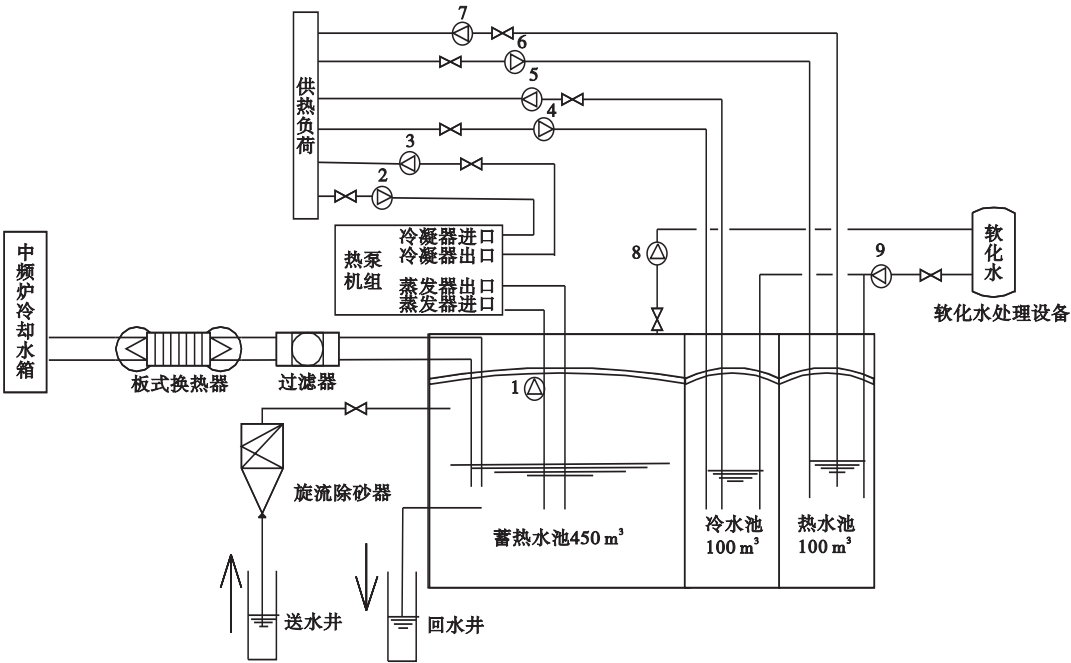 7
6
5
4
3
2
供热负荷
冷凝器进口
冷凝器出口
热泵机组
蒸发器出口
蒸发器进口
8
9
软化水
软化水处理设备
中频炉冷却水箱
板式换热器
过滤器
1
旋流除砂器
蓄热水池450 m³
冷水池
100 m³
热水池
100 m³
送水井
回水井